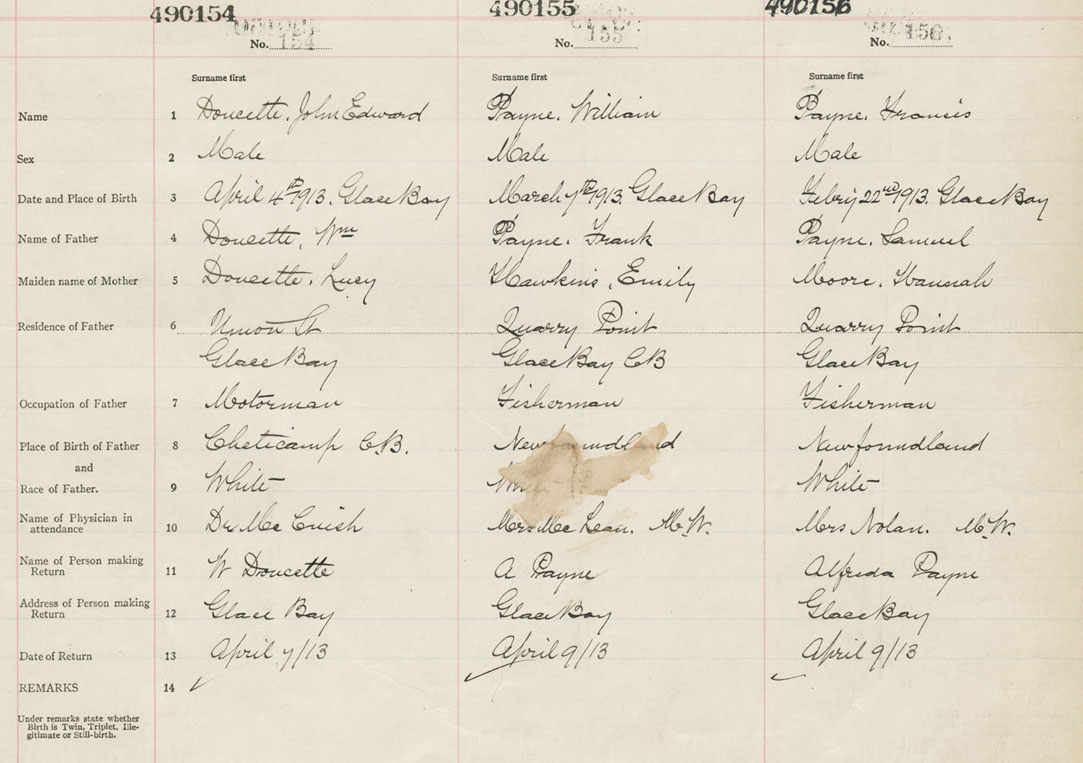 490154 490155 490156
No. 154 No. 155 No. 156
Surname first Surname first Surname first
Name 1 Doucette, John Edward Payne, William Payne, Francis
Sex 2 Male Male Male
Date and Place of Birth 3 April 4th 1913. Glace Bay March 7th 1913. Glace Bay Febry 22nd 1913. Glace Bay
Name of Father 4 Doucette, Wm Payne, Frank Payne, Samuel
Maiden name of Mother 5 Doucette, Lucy Hawkins, Emily Moore, Hannah
Residence of Father 6 Union St Quarry Point Quarry Point
Glace Bay Glace Bay CB Glace Bay
Occupation of Father 7 Motorman Fisherman Fisherman
Place of Birth of Father 8 Cheticamp C.B. Newfoundland Newfoundland
and
Race of Father. 9 White White
Name of Physician in
attendance 10 Dr Mc Cuish Mrs Mc Lean. M.W. Mrs Nolan. M.W.
Name of Person making
Return 11 W Doucette A Payne Alfreda Payne
Address of Person making
Return 12 Glace Bay Glace Bay Glace Bay
Date of Return 13 April 7/13 April 9/13 April 9/13
REMARKS 14
Under remarks state whether
Birth is Twin, Triplet, Ille-
gitimate or Still-birth.